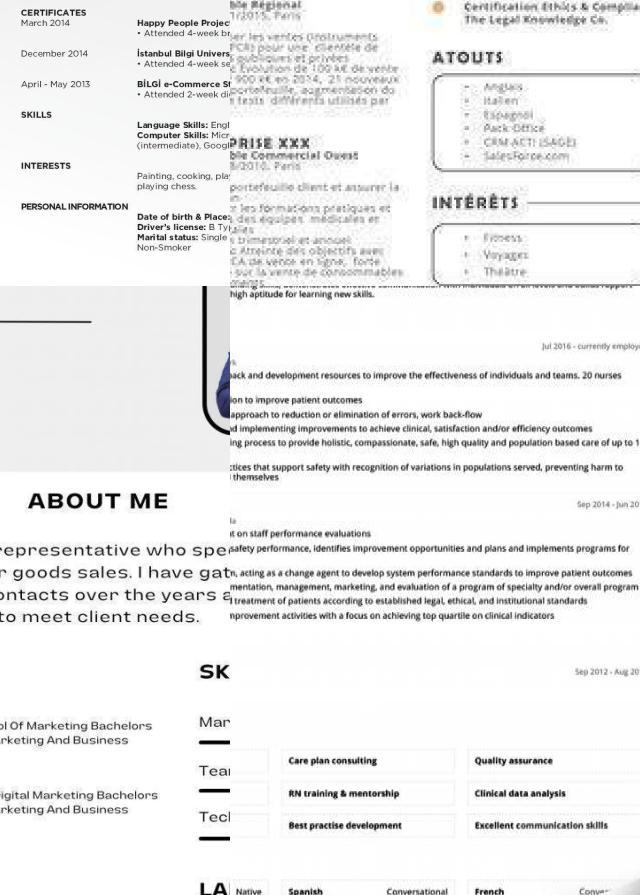 CERTIFICATES
March 2014
Happy People Projec
• Attended 4-week br
December 2014
İstanbul Bilgi Univers
• Attended 4-week se
April - May 2013
BİLGİ e-Commerce St
• Attended 2-week di
SKILLS
Language Skills: Engl
Computer Skills: Micr
(intermediate), Googl
INTERESTS
Painting, cooking, pla
playing chess.
PERSONAL INFORMATION
Date of birth & Place:
Driver's license: B Ty
Marital status: Single
Non-Smoker
ble Régional
1/2015, Paris
er les ventes (Instruments
PCR) pour une clientèle de
publiques et privées
Evolution de 100 k€ de vente
900 k€ en 2014, 21 nouveaux
portefeuille, augmentation du
tests différents utilisés par
PRISE XXX
ble Commercial Ouest
8/2010, Paris
portefeuille client et assurer la
r les formations pratiques et
des équipes médicales et
ales
trimestriel et annuel
Atteinte des objectifs avec
CA de vente en ligne, forte
sur la vente de consommables
ments
Certification Ethics & Complia
The Legal Knowledge Co.
ATOUTS
• Anglais
• Italien
• Espagnol
• Pack Office
• CRM ACT! (SAGE)
• SalesForce.com
INTÉRÊTS
• Fitness
• Voyages
• Théâtre
high aptitude for learning new skills.
Jul 2016 - currently employe
back and development resources to improve the effectiveness of individuals and teams. 20 nurses
ion to improve patient outcomes
approach to reduction or elimination of errors, work back-flow
d implementing improvements to achieve clinical, satisfaction and/or efficiency outcomes
ing process to provide holistic, compassionate, safe, high quality and population based care of up to 1
ctices that support safety with recognition of variations in populations served, preventing harm to
themselves
Sep 2014 - Jun 20
la
t on staff performance evaluations
safety performance, identifies improvement opportunities and plans and implements programs for
n, acting as a change agent to develop system performance standards to improve patient outcomes
mentation, management, marketing, and evaluation of a program of specialty and/or overall program
treatment of patients according to established legal, ethical, and institutional standards
mprovement activities with a focus on achieving top quartile on clinical indicators
Sep 2012 - Aug 20
Care plan consulting
Quality assurance
RN training & mentorship
Clinical data analysis
Best practise development
Excellent communication skills
Native
Spanish
Conversational
French
Conver
ABOUT ME
representative who spe
r goods sales. I have gat
ontacts over the years a
to meet client needs.
SK
Mar
Tear
Tecl
ol Of Marketing Bachelors
rketing And Business
igital Marketing Bachelors
rketing And Business
LA